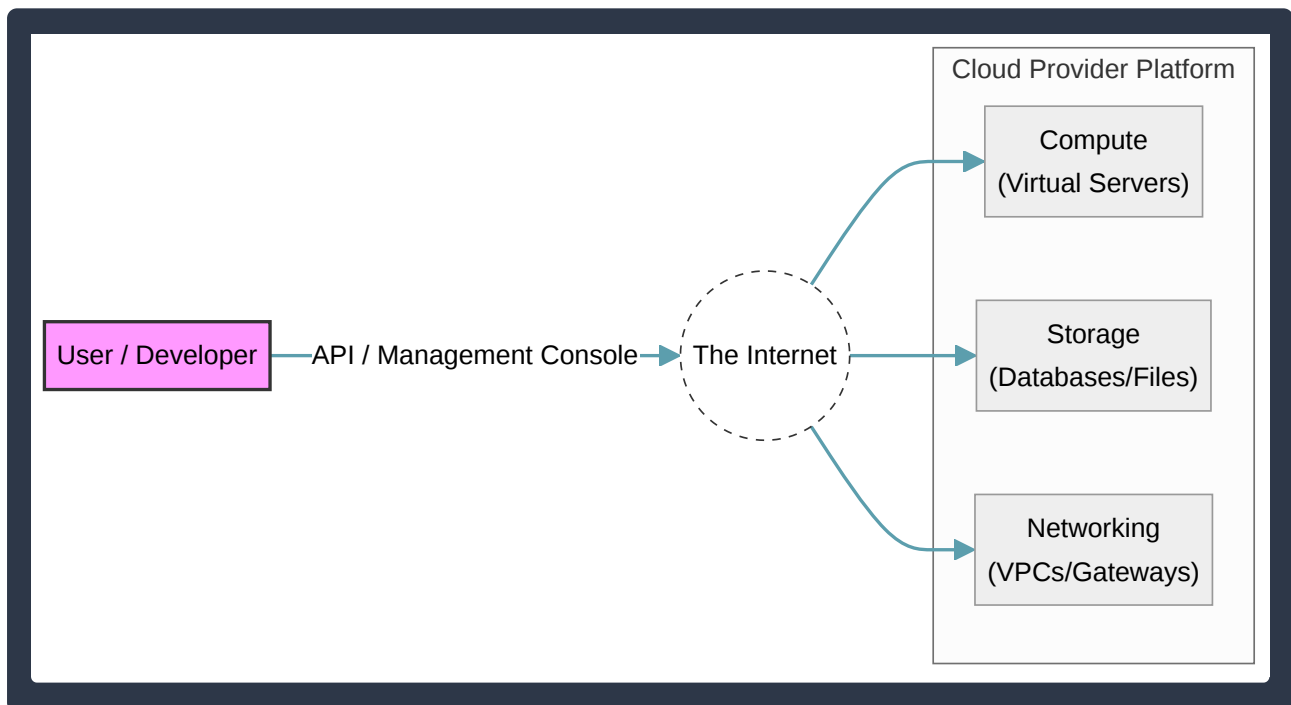 Cloud Provider Platform
Compute
(Virtual Servers)
User / Developer
API / Management Console
The Internet
Storage
(Databases/Files)
Networking
(VPCs/Gateways)